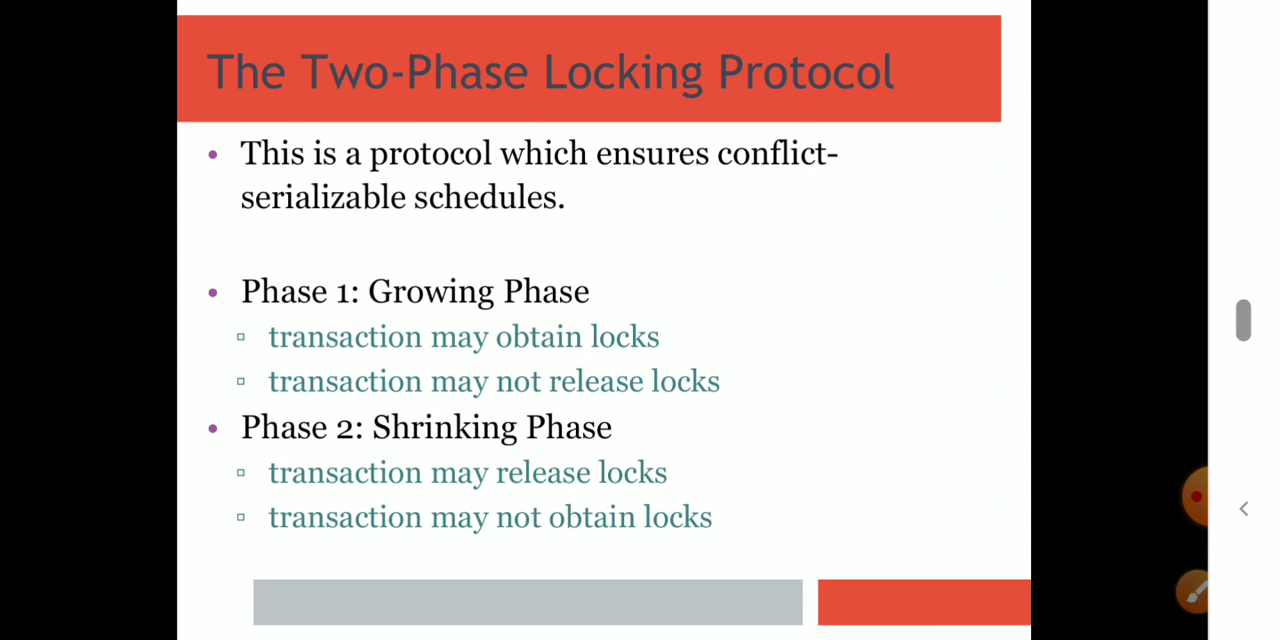 The Two-Phase Locking Protocol
• This is a protocol which ensures conflict-
serializable schedules.
• Phase 1: Growing Phase
▫ transaction may obtain locks
▫ transaction may not release locks
• Phase 2: Shrinking Phase
▫ transaction may release locks
▫ transaction may not obtain locks